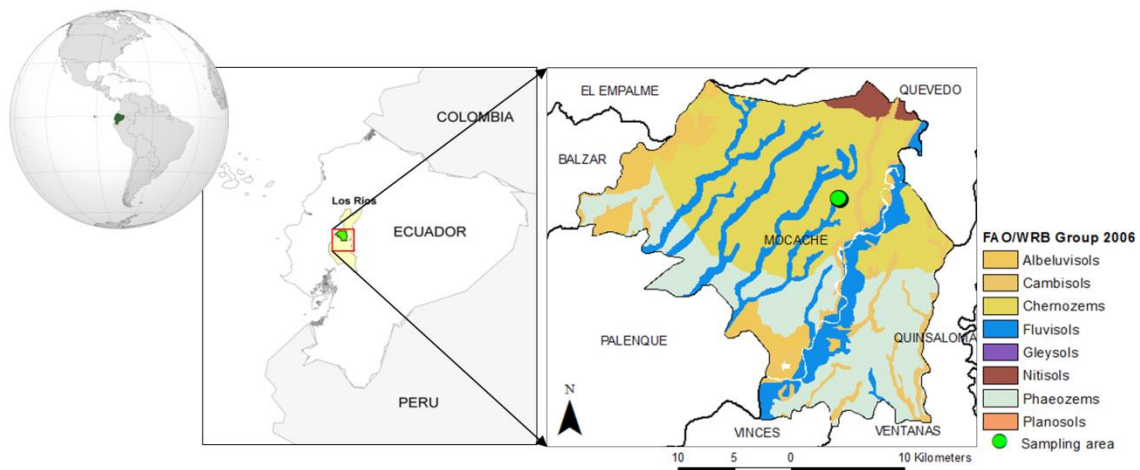 COLOMBIA
Los Ríos
ECUADOR
PERU
EL EMPALME
QUEVEDO
BALZAR
MOCACHE
PALENQUE
QUINSALOMA
VINCES
VENTANAS
N
10 5 0 10 Kilometers
FAO/WRB Group 2006
Albeluvisols
Cambisols
Chernozems
Fluvisols
Gleysols
Nitisols
Phaeozems
Planosols
Sampling area